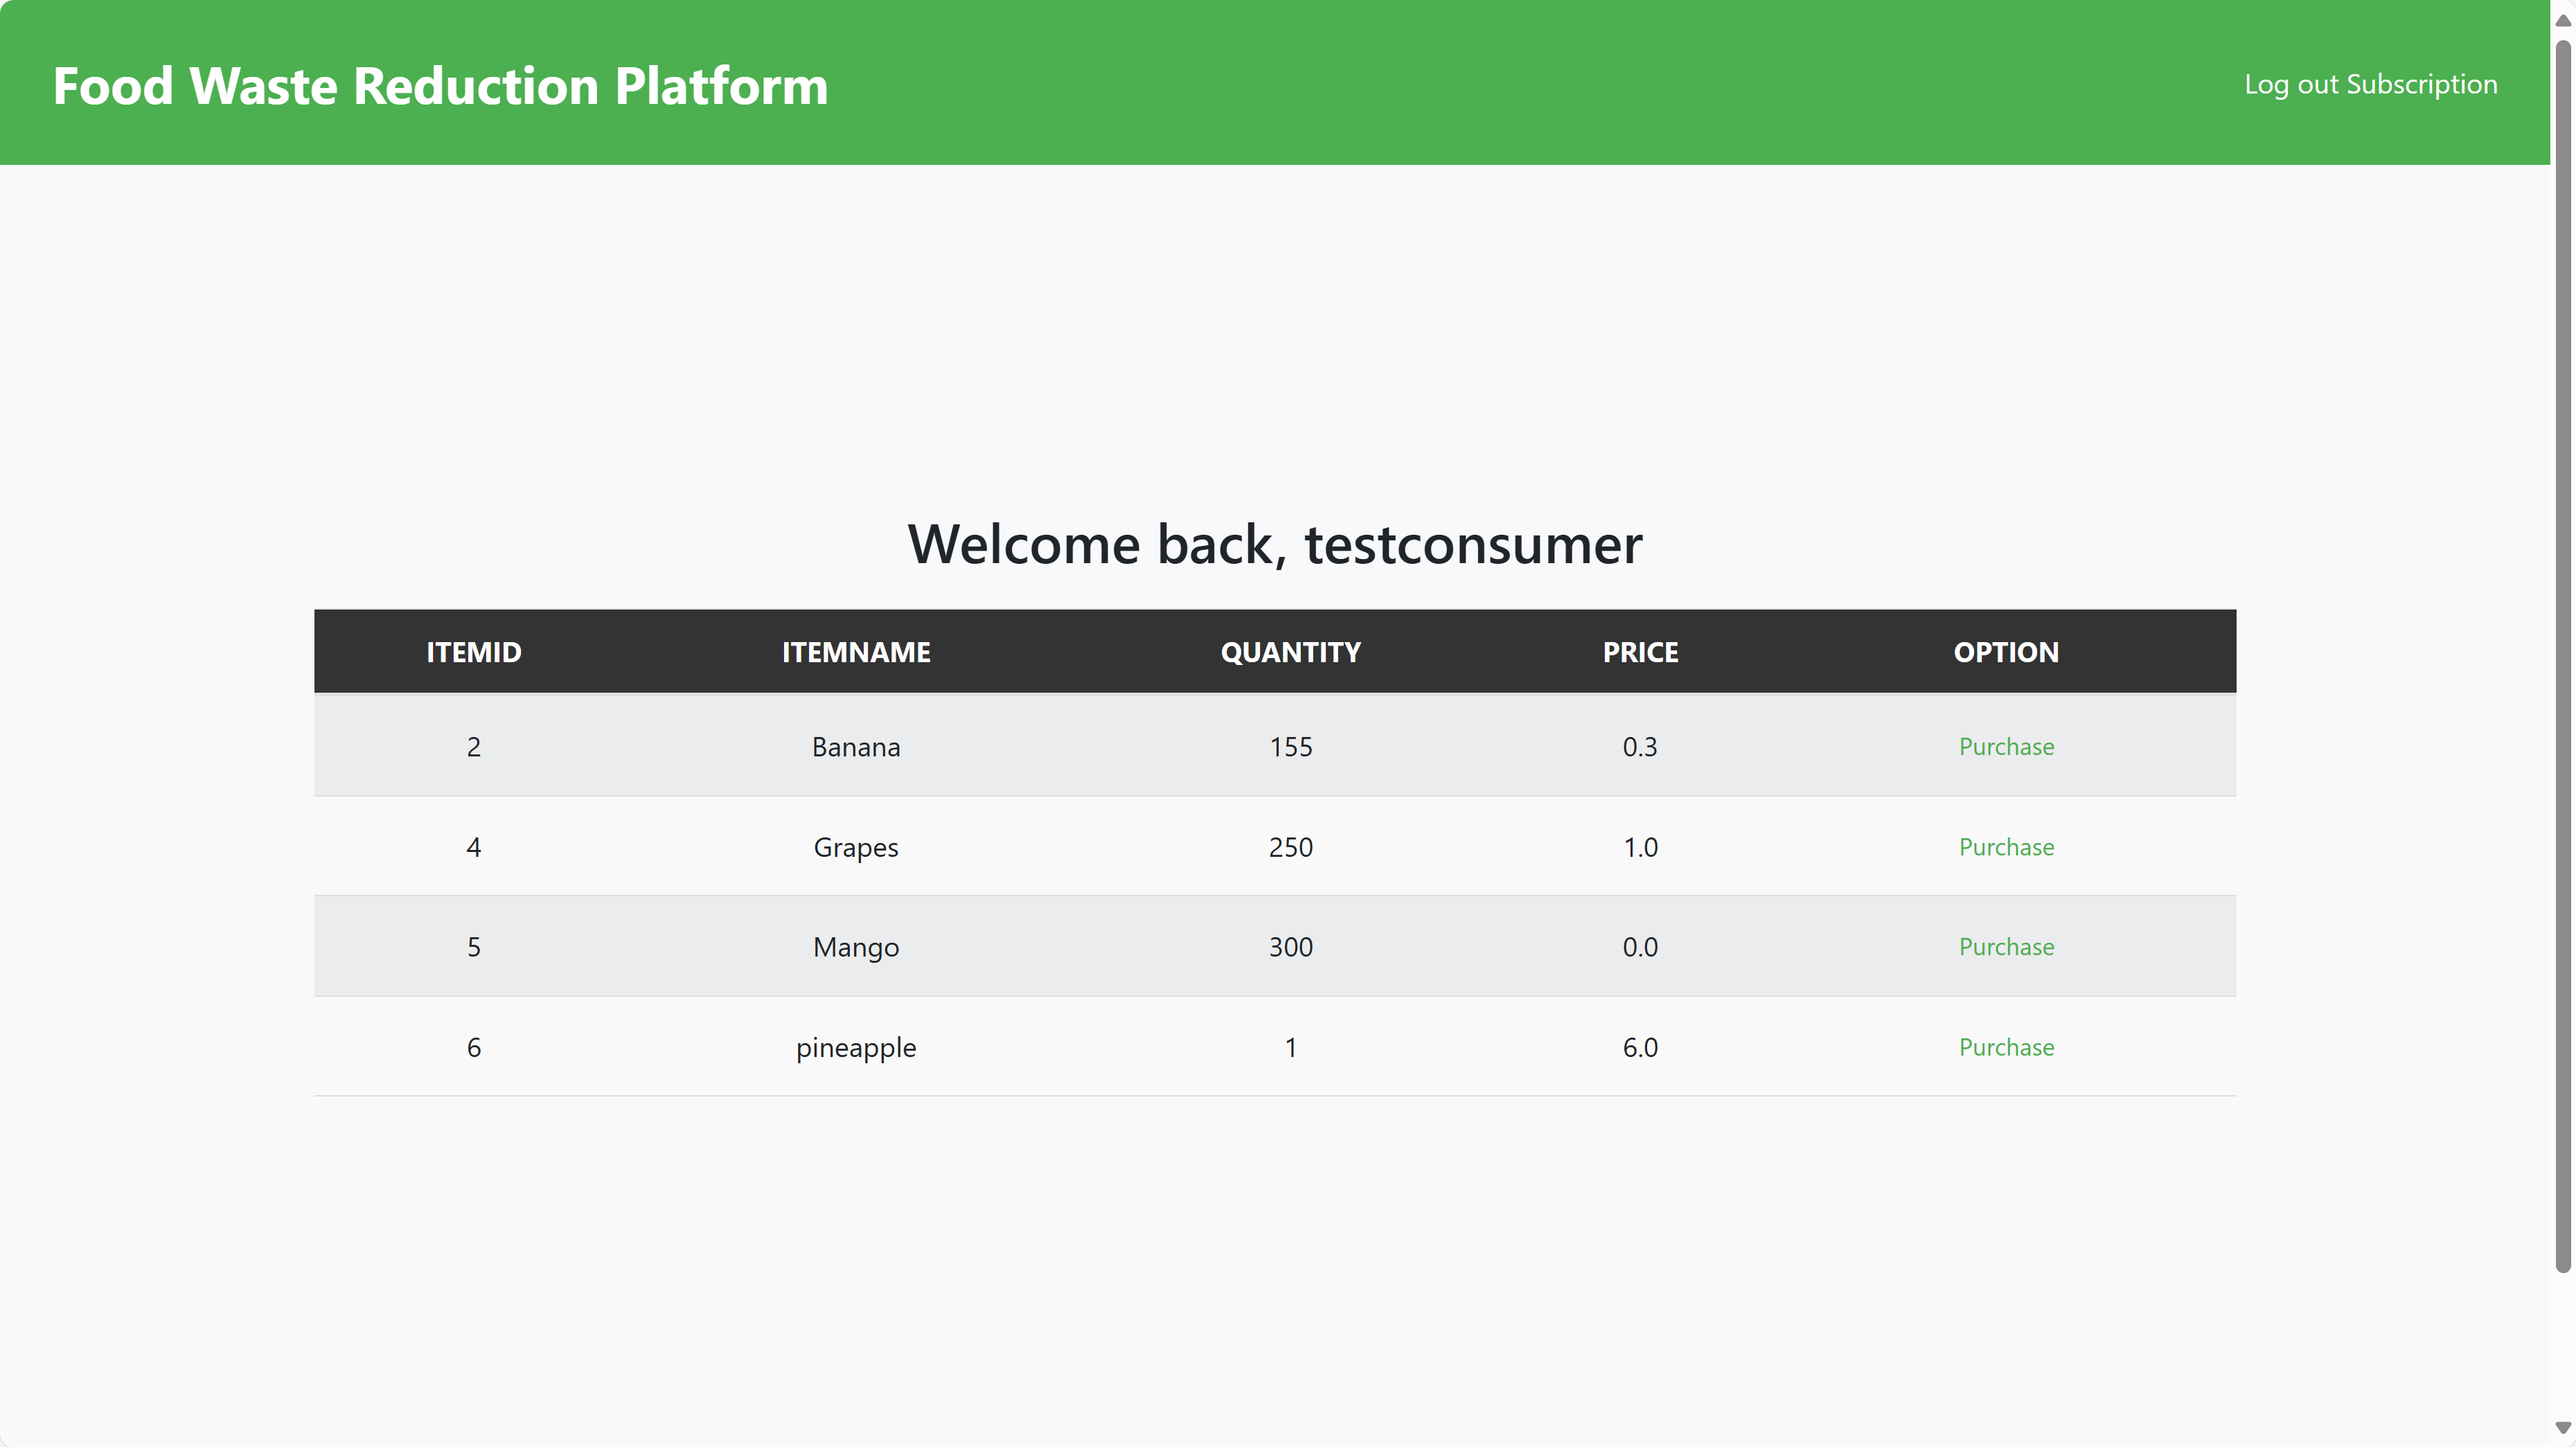 Food Waste Reduction Platform
Log out Subscription
Welcome back, testconsumer
ITEMID ITEMNAME QUANTITY PRICE OPTION
2 Banana 155 0.3 Purchase
4 Grapes 250 1.0 Purchase
5 Mango 300 0.0 Purchase
6 pineapple 1 6.0 Purchase